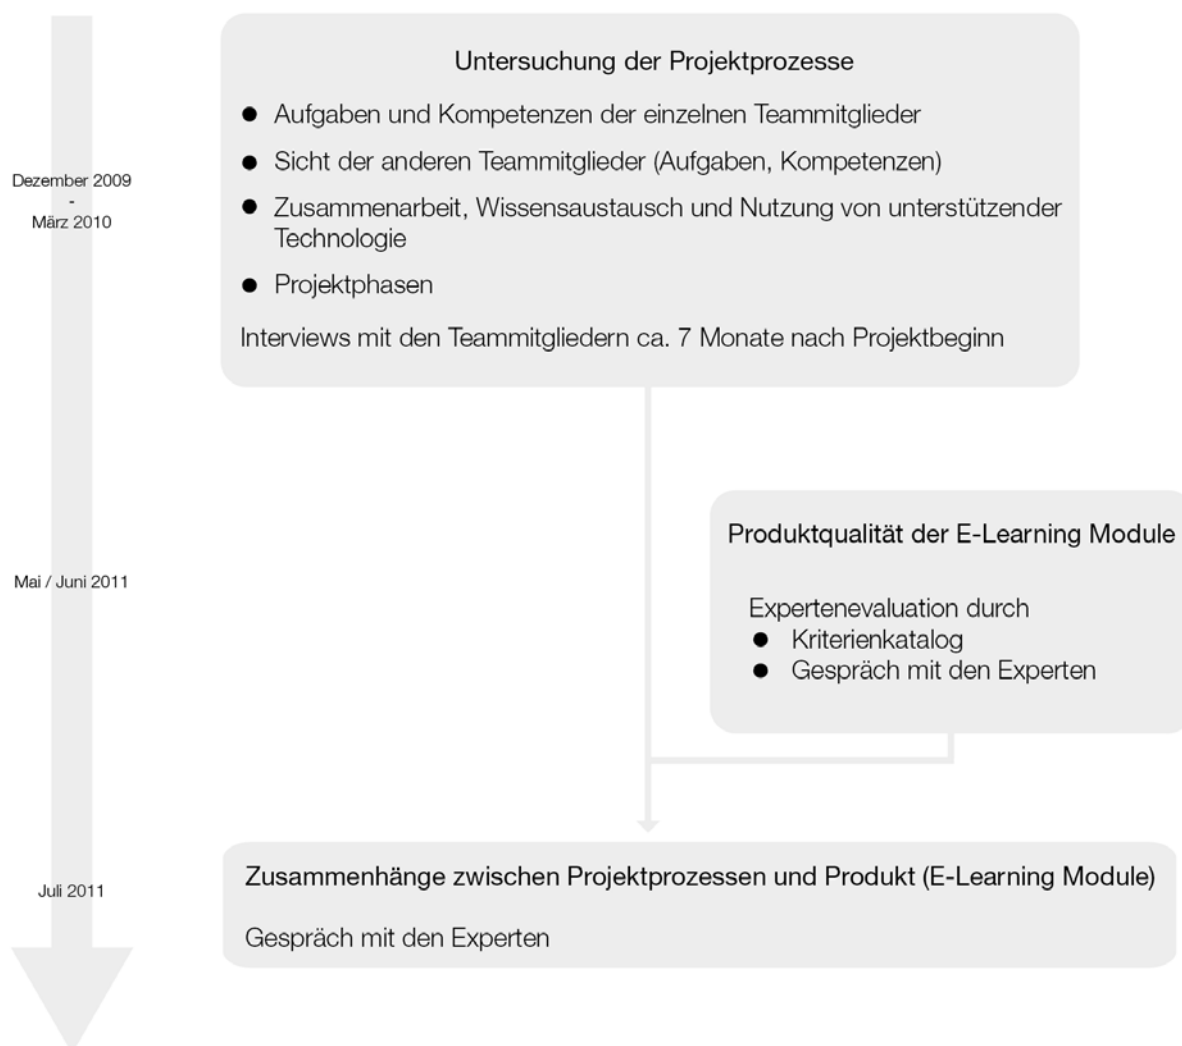 Untersuchung der Projektprozesse
● Aufgaben und Kompetenzen der einzelnen Teammitglieder
● Sicht der anderen Teammitglieder (Aufgaben, Kompetenzen)
● Zusammenarbeit, Wissensaustausch und Nutzung von unterstützender
Technologie
● Projektphasen
Interviews mit den Teammitgliedern ca. 7 Monate nach Projektbeginn
Dezember 2009
-
März 2010
Produktqualität der E-Learning Module
Expertenevaluation durch
● Kriterienkatalog
● Gespräch mit den Experten
Mai / Juni 2011
Zusammenhänge zwischen Projektprozessen und Produkt (E-Learning Module)
Gespräch mit den Experten
Juli 2011